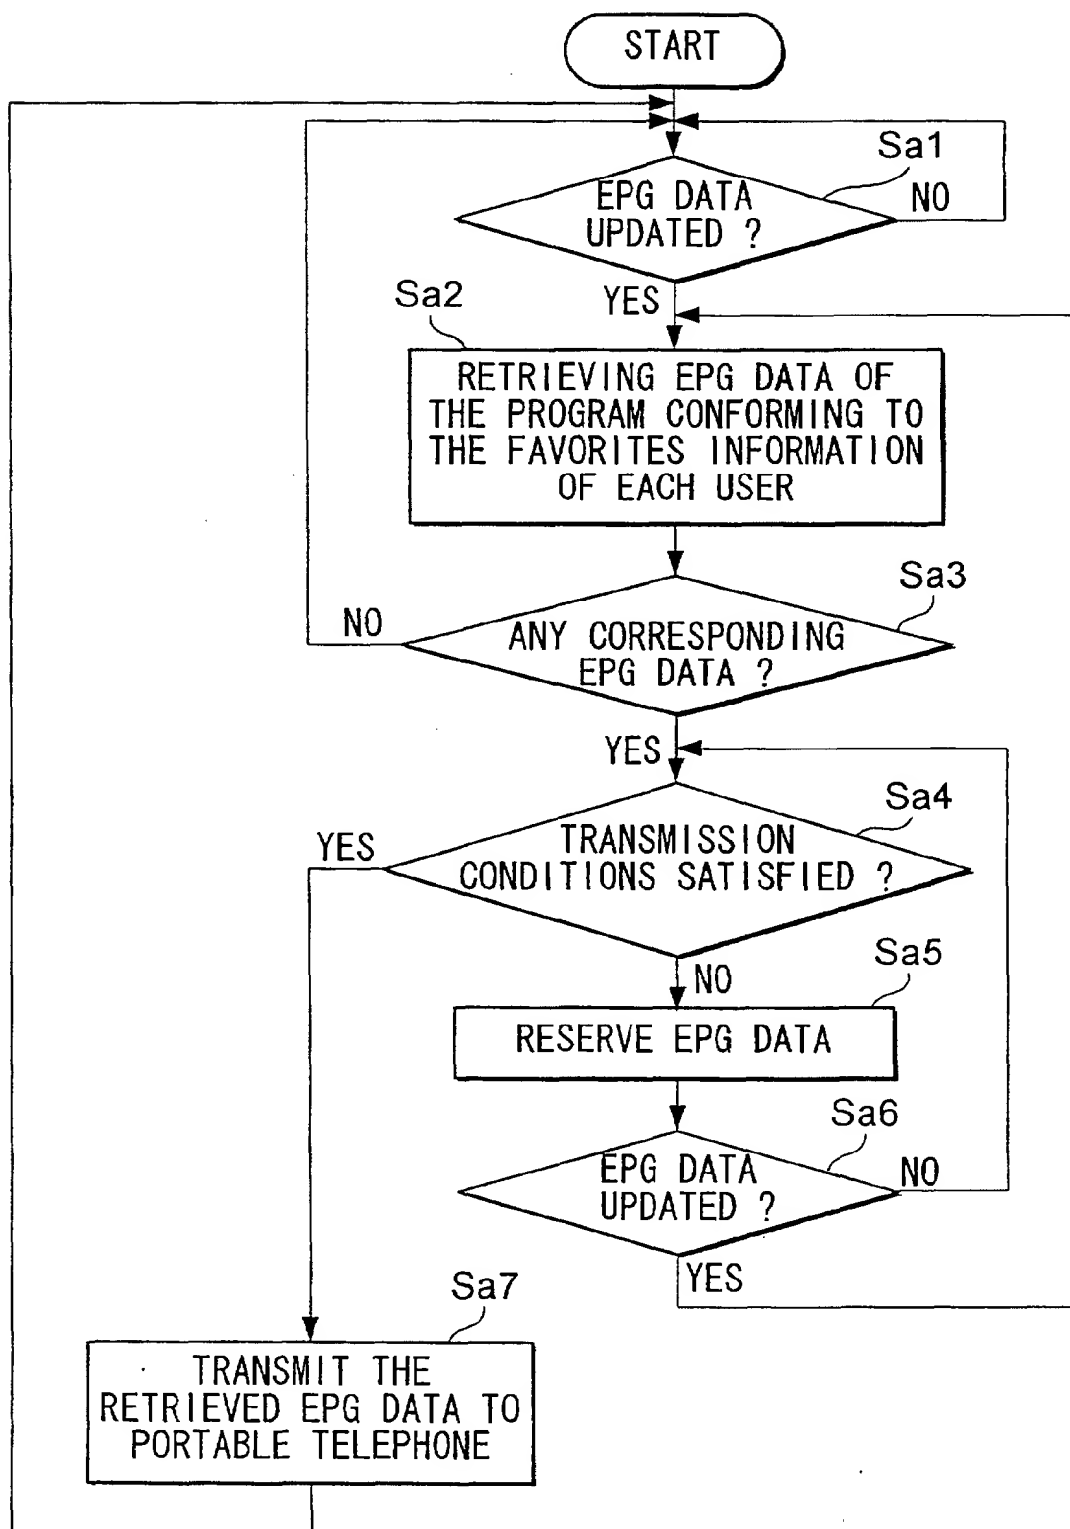 START
Sa1
EPG DATA
UPDATED ?
NO
YES
Sa2
RETRIEVING EPG DATA OF
THE PROGRAM CONFORMING TO
THE FAVORITES INFORMATION
OF EACH USER
Sa3
NO
ANY CORRESPONDING
EPG DATA ?
YES
Sa4
YES
TRANSMISSION
CONDITIONS SATISFIED ?
NO
Sa5
RESERVE EPG DATA
Sa6
EPG DATA
UPDATED ?
NO
YES
Sa7
TRANSMIT THE
RETRIEVED EPG DATA TO
PORTABLE TELEPHONE